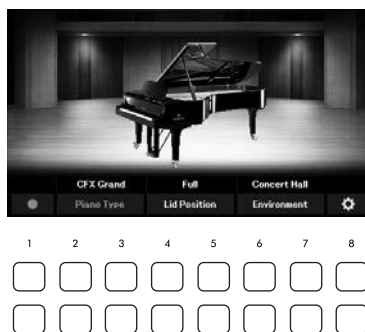 CFX Grand Full Concert Hall
Piano Type Lid Position Environment
1 2 3 4 5 6 7 8